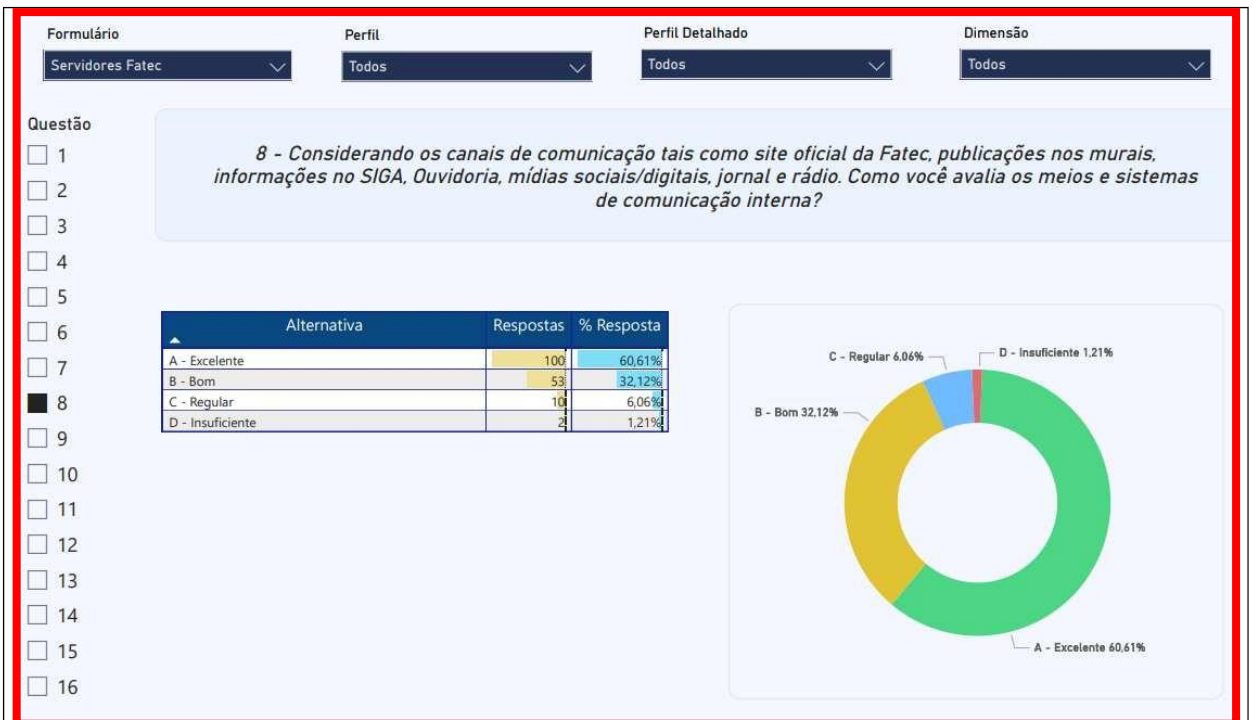 Formulário Perfil Perfil Detalhado Dimensão
Servidores Fatec Todos Todos Todos
Questão
1
2
3
4
5
6
7
8
9
10
11
12
13
14
15
16
8 - Considerando os canais de comunicação tais como site oficial da Fatec, publicações nos murais,
informações no SIGA, Ouvidoria, mídias sociais/digitais, jornal e rádio. Como você avalia os meios e sistemas
de comunicação interna?
Alternativa Respostas % Resposta
A - Excelente 100 60,61%
B - Bom 53 32,12%
C - Regular 10 6,06%
D - Insuficiente 2 1,21%
C - Regular 6,06%
D - Insuficiente 1,21%
B - Bom 32,12%
A - Excelente 60,61%